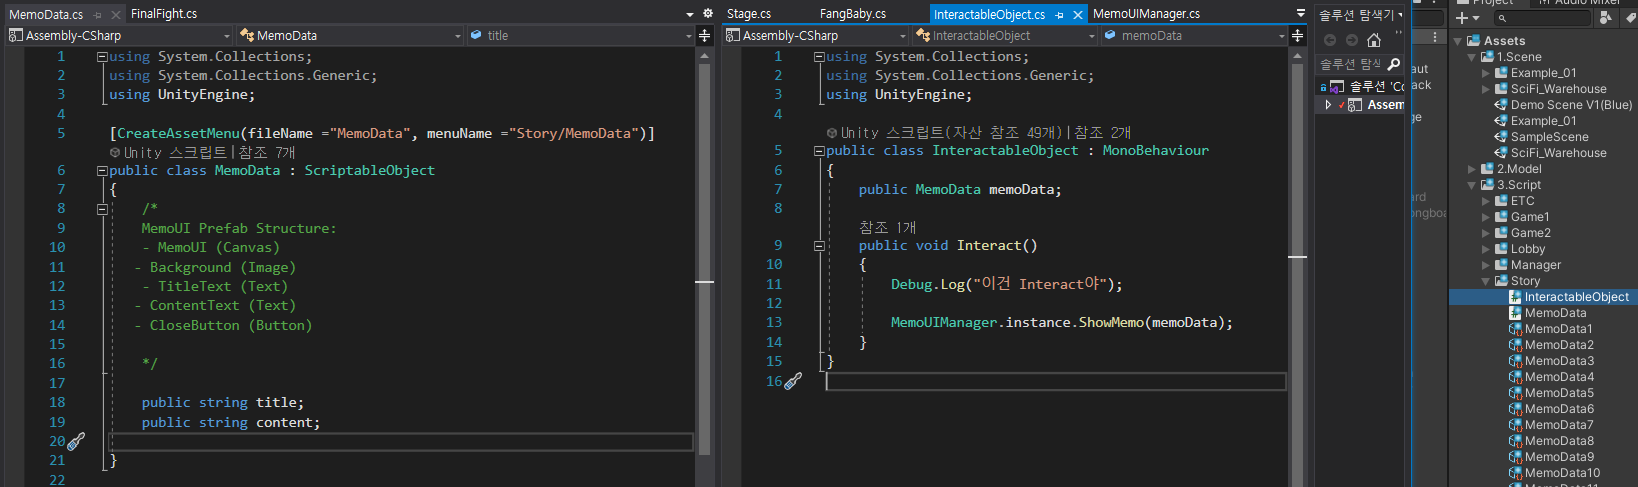 MemoData.cs
FinalFight.cs
Assembly-CSharp
MemoData
title
1 using System.Collections;
2 using System.Collections.Generic;
3 using UnityEngine;
4
5 [CreateAssetMenu(fileName ="MemoData", menuName ="Story/MemoData")]
Unity 스크립트|참조 7개
6 public class MemoData : ScriptableObject
7 {
8 /*
9 MemoUI Prefab Structure:
10 - MemoUI (Canvas)
11 - Background (Image)
12 - TitleText (Text)
13 - ContentText (Text)
14 - CloseButton (Button)
15
16 */
17
18 public string title;
19 public string content;
20
21 }
22
Stage.cs
FangBaby.cs
InteractableObject.cs
MemoUIManager.cs
Assembly-CSharp
InteractableObject
memoData
1 using System.Collections;
2 using System.Collections.Generic;
3 using UnityEngine;
4
Unity 스크립트(자산 참조 49개)|참조 2개
5 public class InteractableObject : MonoBehaviour
6 {
7 public MemoData memoData;
8
참조 1개
9 public void Interact()
10 {
11 Debug.Log("이건 Interact야");
12
13 MemoUIManager.instance.ShowMemo(memoData);
14 }
15 }
16
솔루션 탐색기
솔루션 탐색
솔루션 'Co
Assem
Project
Audio Mixer
Assets
1.Scene
Example_01
SciFi_Warehouse
Demo Scene V1(Blue)
Example_01
SampleScene
SciFi_Warehouse
2.Model
3.Script
ETC
Game1
Game2
Lobby
Manager
Story
InteractableObject
MemoData
MemoData1
MemoData2
MemoData3
MemoData4
MemoData5
MemoData6
MemoData7
MemoData8
MemoData9
MemoData10